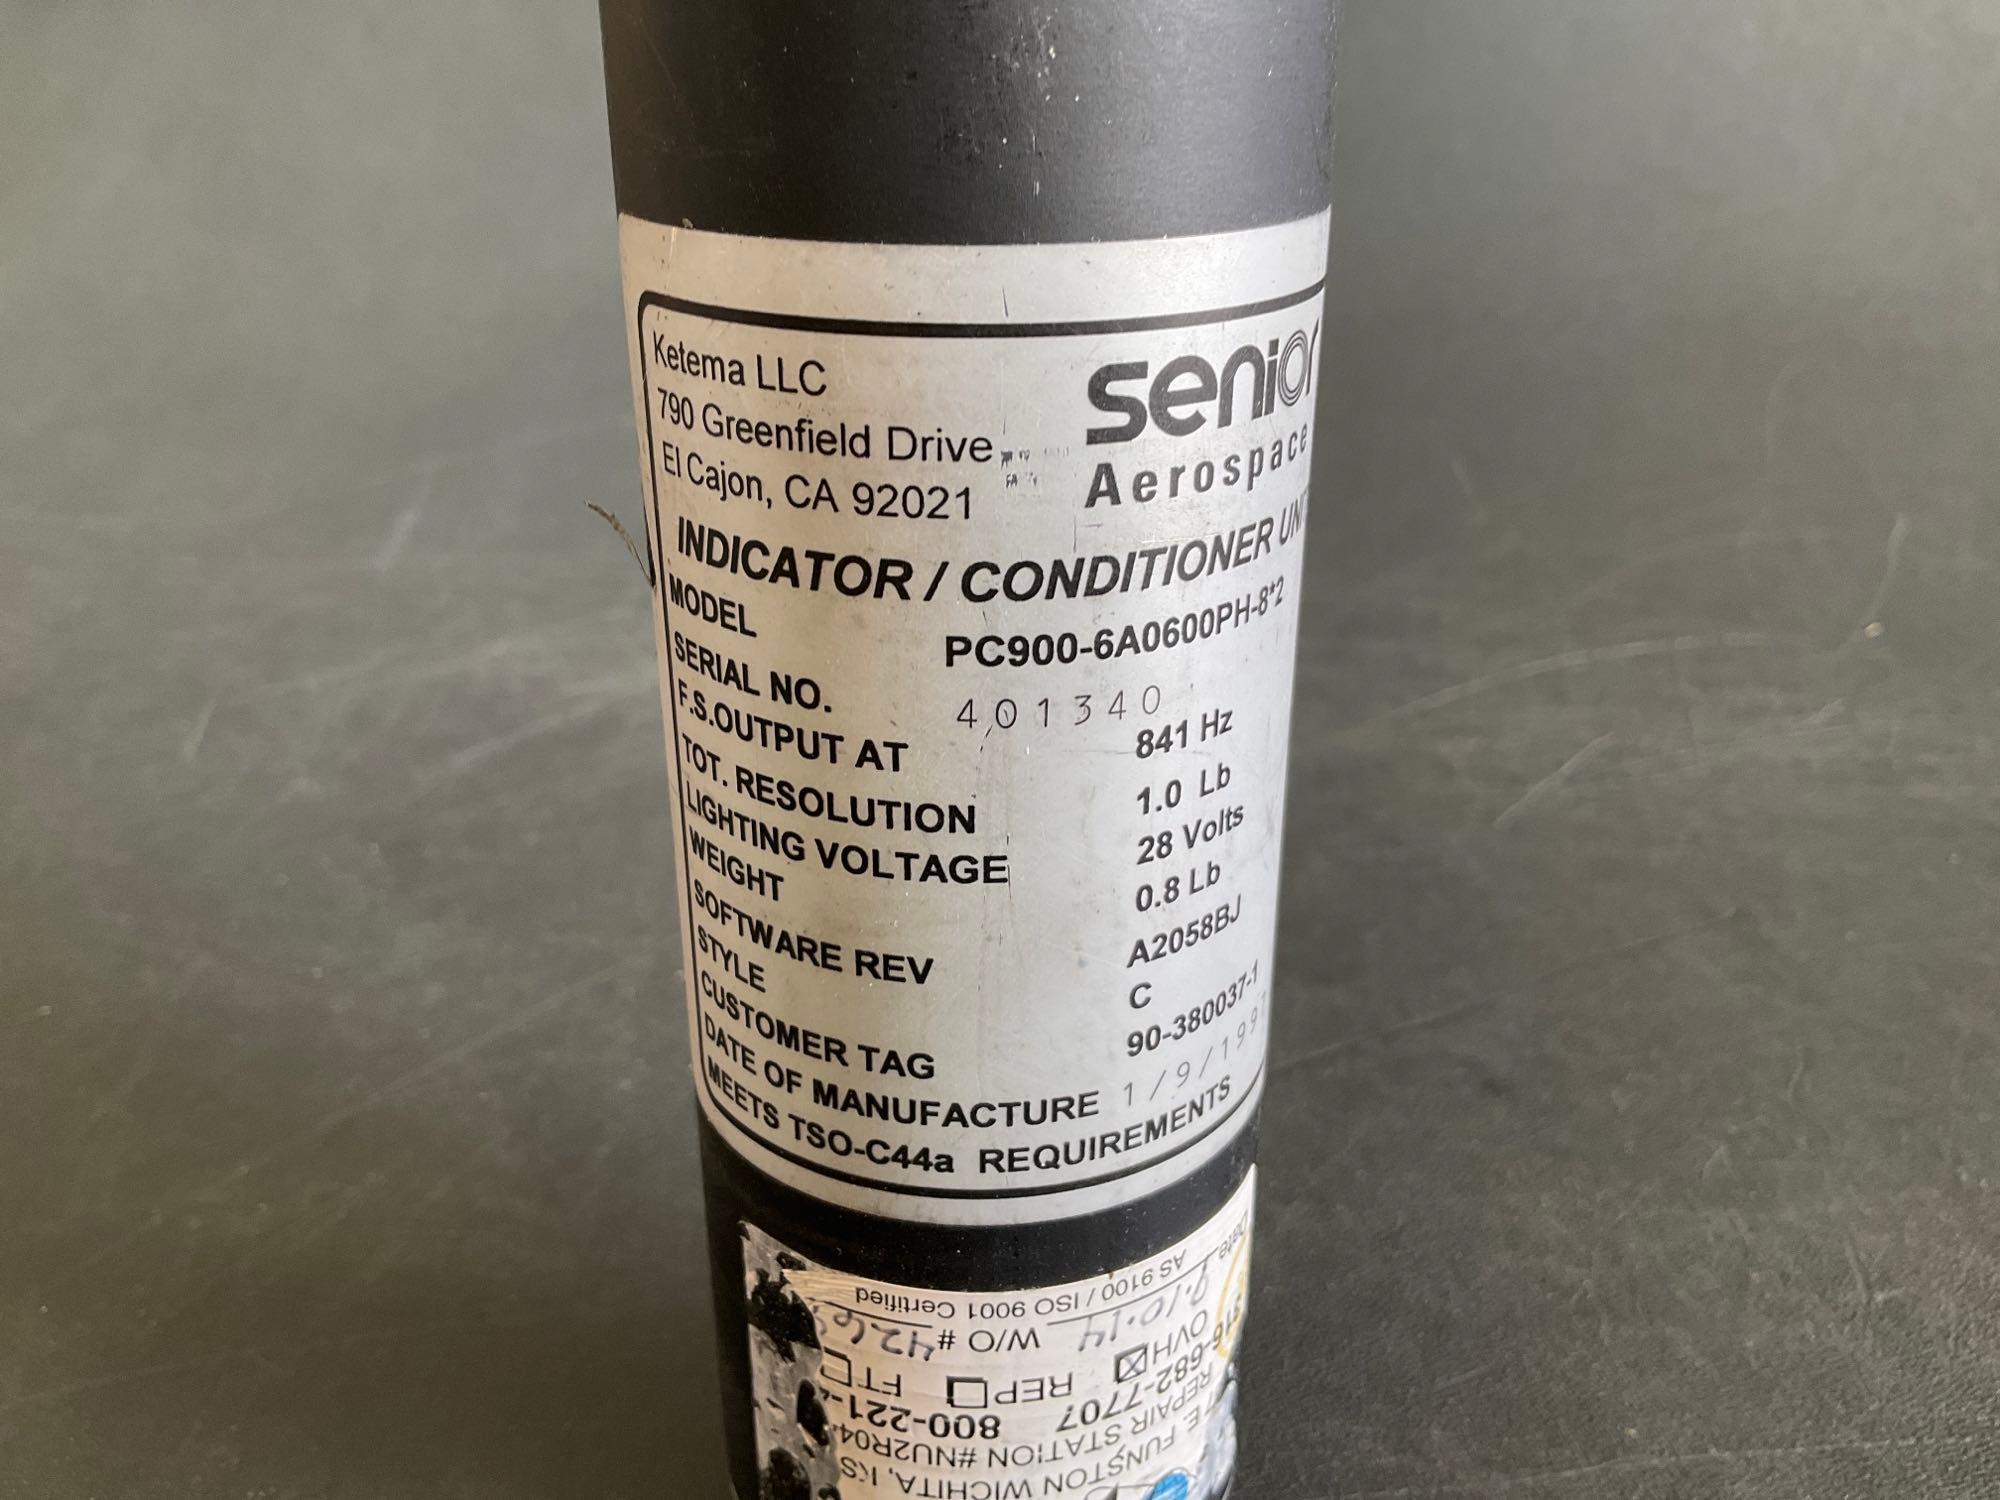 Ketema LLC
790 Greenfield Drive
El Cajon, CA 92021
senior
Aerospace
INDICATOR / CONDITIONER UNIT
MODEL PC900-6A0600PH-8*2
SERIAL NO. 401340
F.S.OUTPUT AT 841 Hz
TOT. RESOLUTION 1.0 Lb
LIGHTING VOLTAGE 28 Volts
WEIGHT 0.8 Lb
SOFTWARE REV A2058BJ
STYLE C
CUSTOMER TAG 90-380037-1
DATE OF MANUFACTURE 1/9/199
MEETS TSO-C44a REQUIREMENTS
E. FUNSTON WICHITA, KS
REPAIR STATION #NU2R04
316-682-7707 800-221-
OVH REP FT
W/O #
AS 9100 / ISO 9001 Certified
Date